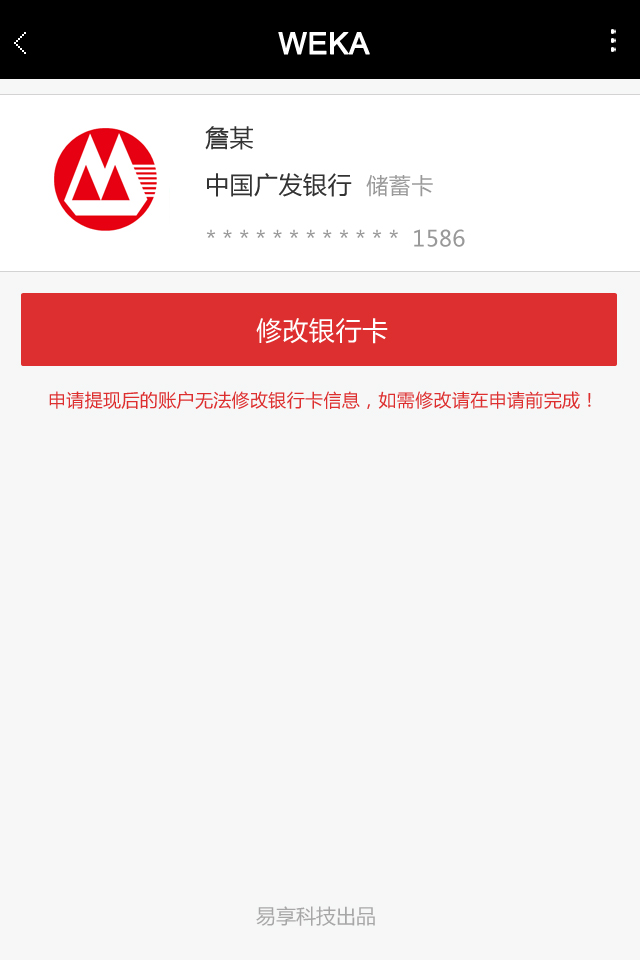 WEKA
詹某
中国广发银行 储蓄卡
* * * * * * * * * * * * 1586
修改银行卡
申请提现后的账户无法修改银行卡信息，如需修改请在申请前完成！
易享科技出品